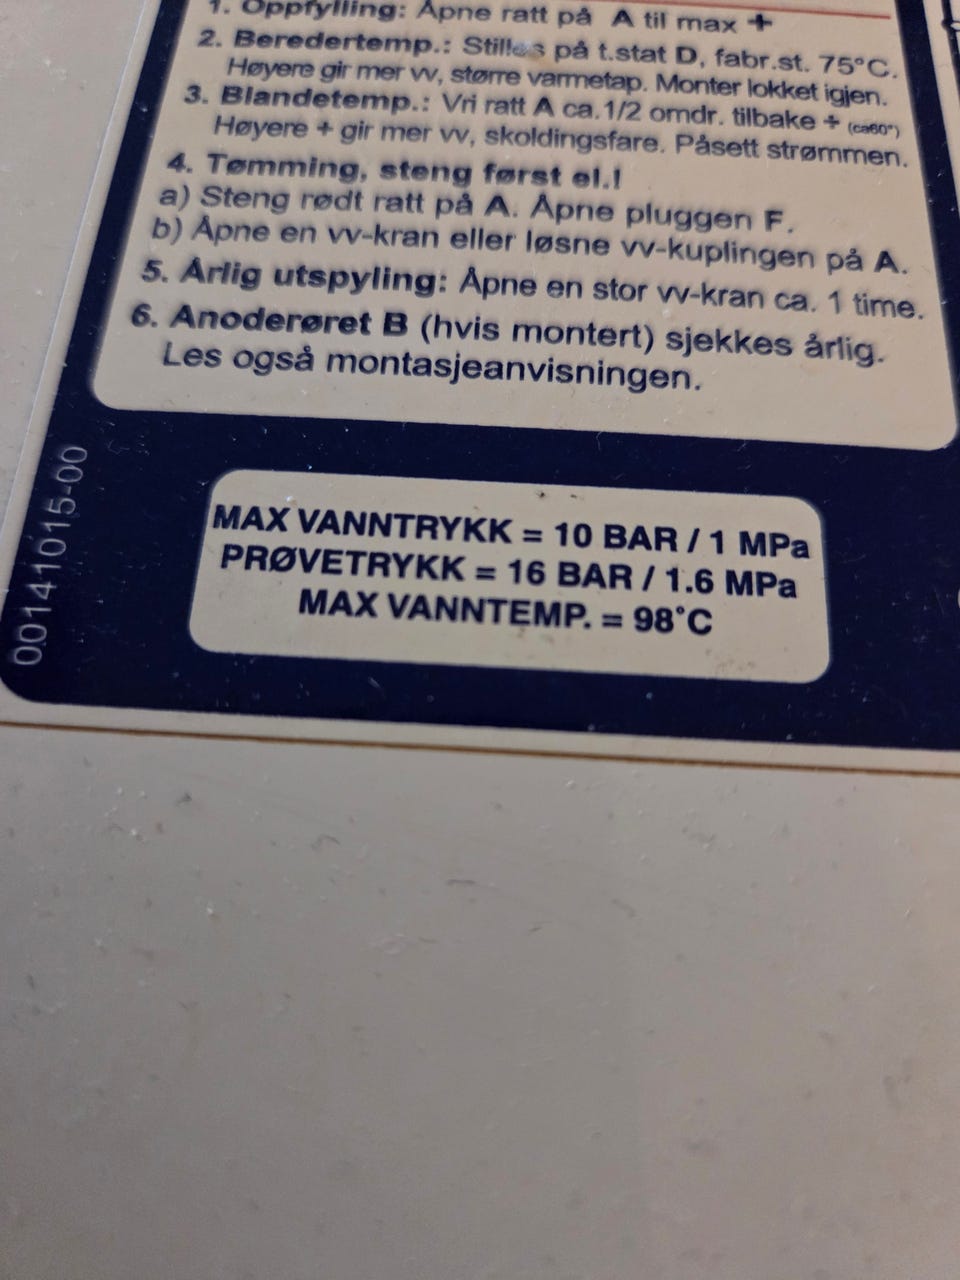 1. Oppfylling: Åpne ratt på A til max +
2. Beredertemp.: Stilles på t.stat D, fabr.st. 75°C.
Høyere gir mer vv, større varmetap. Monter lokket igjen.
3. Blandetemp.: Vri ratt A ca.1/2 omdr. tilbake + (ca60°)
Høyere + gir mer vv, skoldingsfare. Påsett strømmen.
4. Tømming, steng først el.!
a) Steng rødt ratt på A. Åpne pluggen F.
b) Åpne en vv-kran eller løsne vv-kuplingen på A.
5. Årlig utspyling: Åpne en stor vv-kran ca. 1 time.
6. Anoderøret B (hvis montert) sjekkes årlig.
Les også montasjeanvisningen.
00141015-00
MAX VANNTRYKK = 10 BAR / 1 MPa
PRØVETRYKK = 16 BAR / 1.6 MPa
MAX VANNTEMP. = 98°C